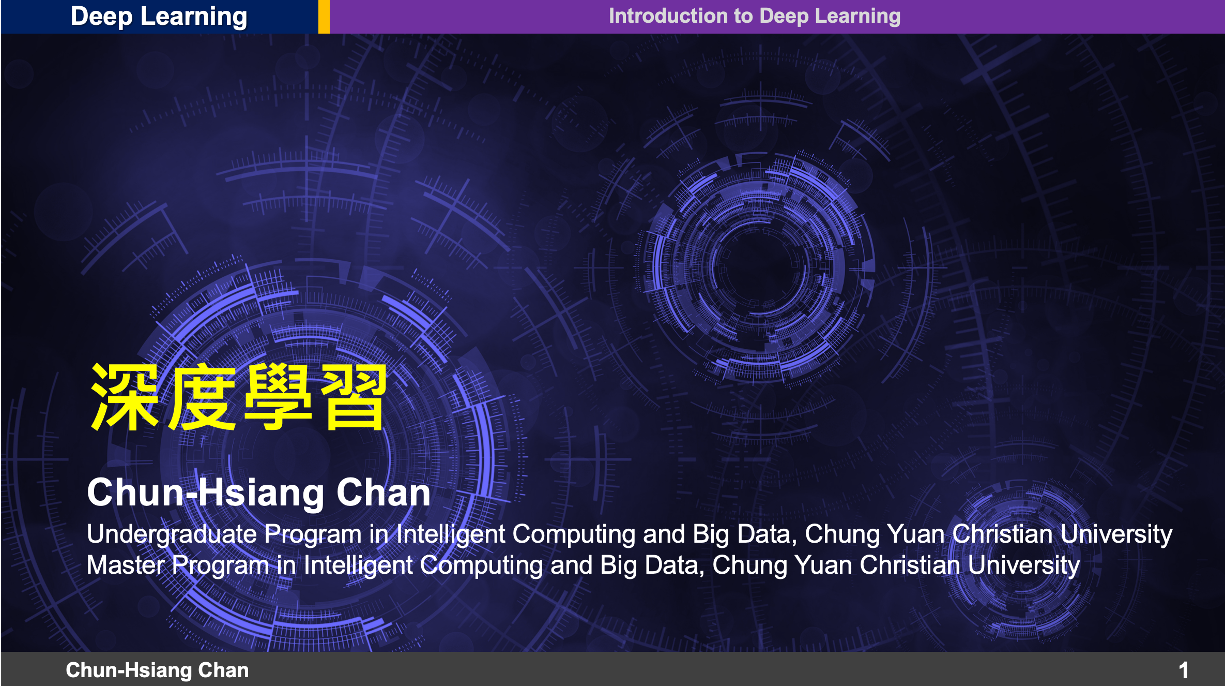 Deep Learning
Introduction to Deep Learning
深度學習
Chun-Hsiang Chan
Undergraduate Program in Intelligent Computing and Big Data, Chung Yuan Christian University
Master Program in Intelligent Computing and Big Data, Chung Yuan Christian University
Chun-Hsiang Chan
1